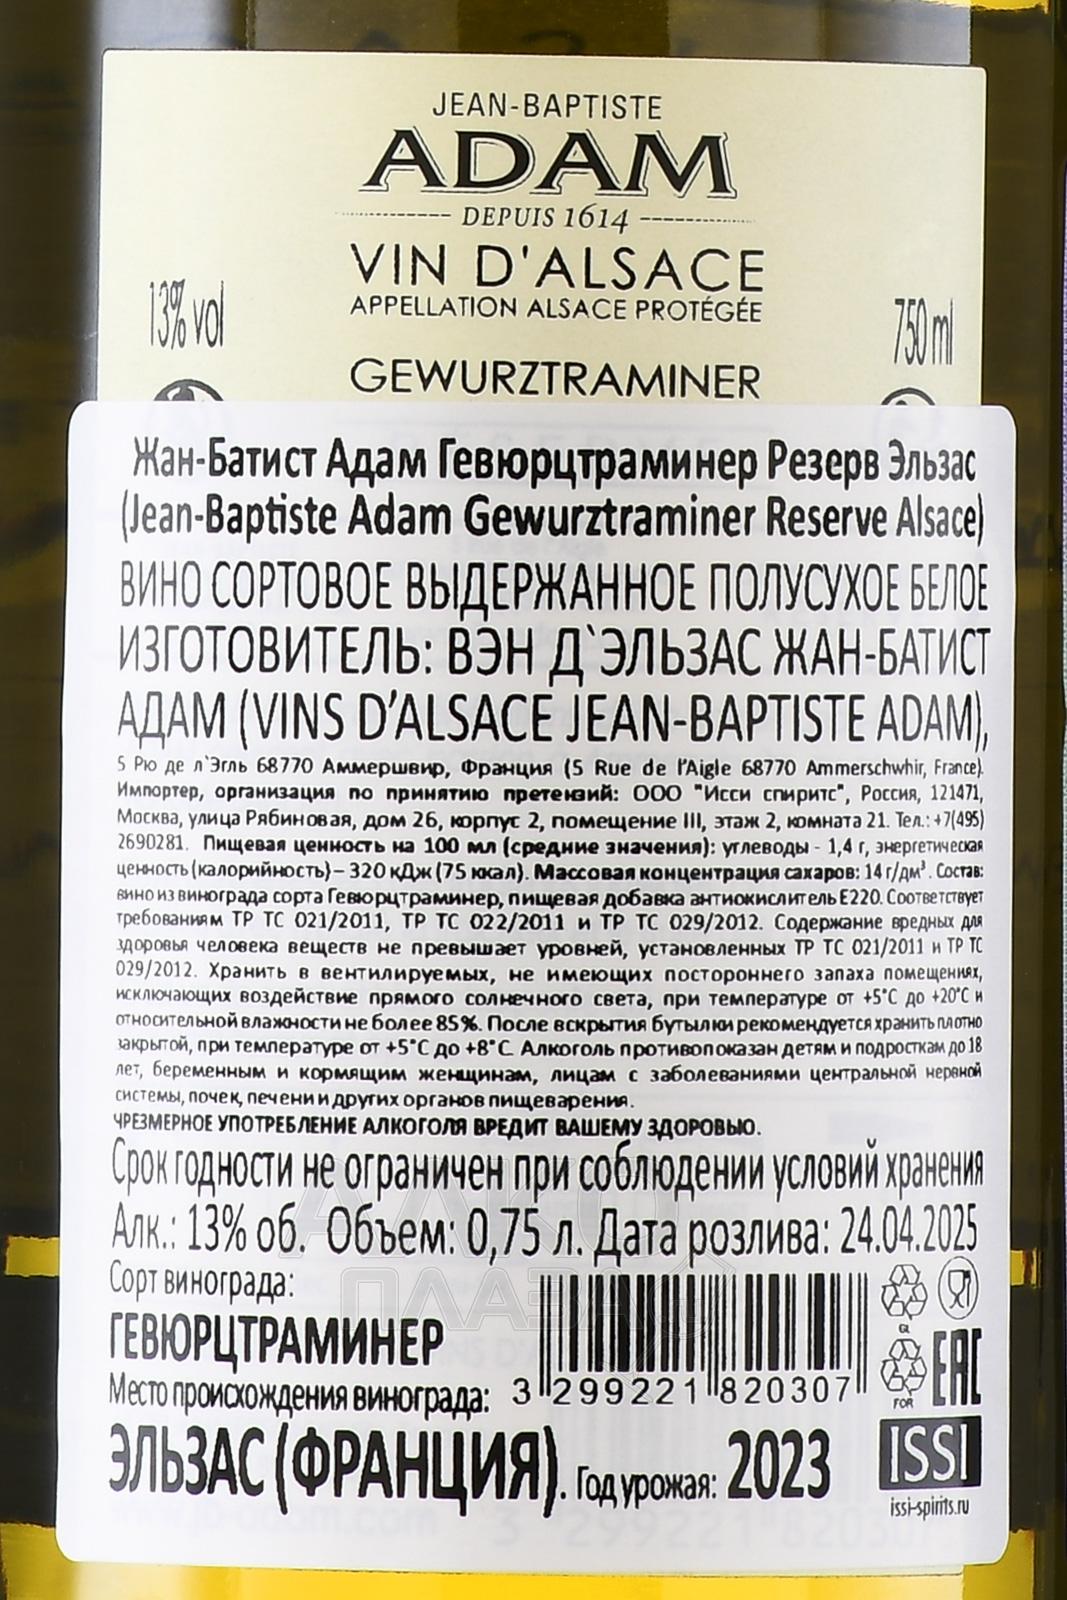 JEAN-BAPTISTE
ADAM
DEPUIS 1614
VIN D'ALSACE
APPELLATION ALSACE PROTÉGÉE
13% vol
750 ml
GEWURZTRAMINER
Жан-Батист Адам Гевюрцтраминер Резерв Эльзас
(Jean-Baptiste Adam Gewurztraminer Reserve Alsace)
ВИНО СОРТОВОЕ ВЫДЕРЖАННОЕ ПОЛУСУХОЕ БЕЛОЕ
ИЗГОТОВИТЕЛЬ: ВЭН Д`ЭЛЬЗАС ЖАН-БАТИСТ
АДАМ (VINS D’ALSACE JEAN-BAPTISTE ADAM),
5 Рю де л`Эгль 68770 Аммершвир, Франция (5 Rue de l’Aigle 68770 Ammerschwhir, France).
Импортер, организация по принятию претензий: ООО "Исси спиритс", Россия, 121471,
Москва, улица Рябиновая, дом 26, корпус 2, помещение III, этаж 2, комната 21. Тел.: +7(495)
2690281. Пищевая ценность на 100 мл (средние значения): углеводы - 1,4 г, энергетическая
ценность (калорийность) – 320 кДж (75 ккал). Массовая концентрация сахаров: 14 г/дм³. Состав:
вино из винограда сорта Гевюрцтраминер, пищевая добавка антиокислитель Е220. Соответствует
требованиям ТР ТС 021/2011, ТР ТС 022/2011 и ТР ТС 029/2012. Содержание вредных для
здоровья человека веществ не превышает уровней, установленных ТР ТС 021/2011 и ТР ТС
029/2012. Хранить в вентилируемых, не имеющих постороннего запаха помещениях,
исключающих воздействие прямого солнечного света, при температуре от +5°С до +20°С и
относительной влажности не более 85%. После вскрытия бутылки рекомендуется хранить плотно
закрытой, при температуре от +5°С до +8°С. Алкоголь противопоказан детям и подросткам до 18
лет, беременным и кормящим женщинам, лицам с заболеваниями центральной нервной
системы, почек, печени и других органов пищеварения.
ЧРЕЗМЕРНОЕ УПОТРЕБЛЕНИЕ АЛКОГОЛЯ ВРЕДИТ ВАШЕМУ ЗДОРОВЬЮ.
Срок годности не ограничен при соблюдении условий хранения
Алк.: 13% об. Объем: 0,75 л. Дата розлива: 24.04.2025
Сорт винограда:
ГЕВЮРЦТРАМИНЕР
Место происхождения винограда:
ЭЛЬЗАС (ФРАНЦИЯ). Год урожая: 2023
3 299221 820307
GL
FOR
EAC
ISSI
issi-spirits.ru
АЛКО
ПЛАЗА